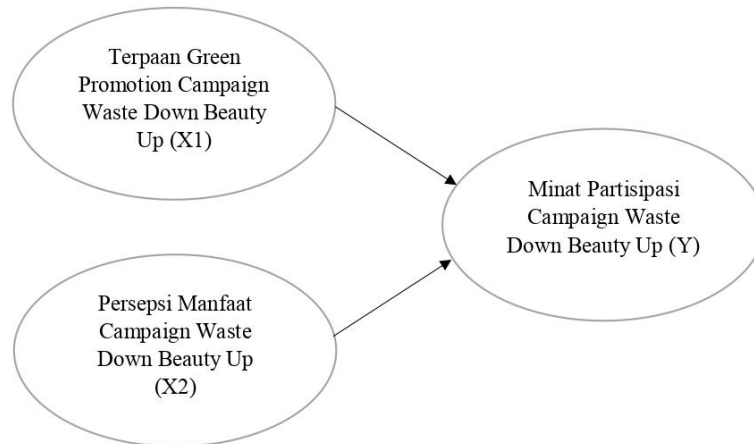 Terpaan Green
Promotion Campaign
Waste Down Beauty
Up (X1)
Minat Partisipasi
Campaign Waste
Down Beauty Up (Y)
Persepsi Manfaat
Campaign Waste
Down Beauty Up
(X2)